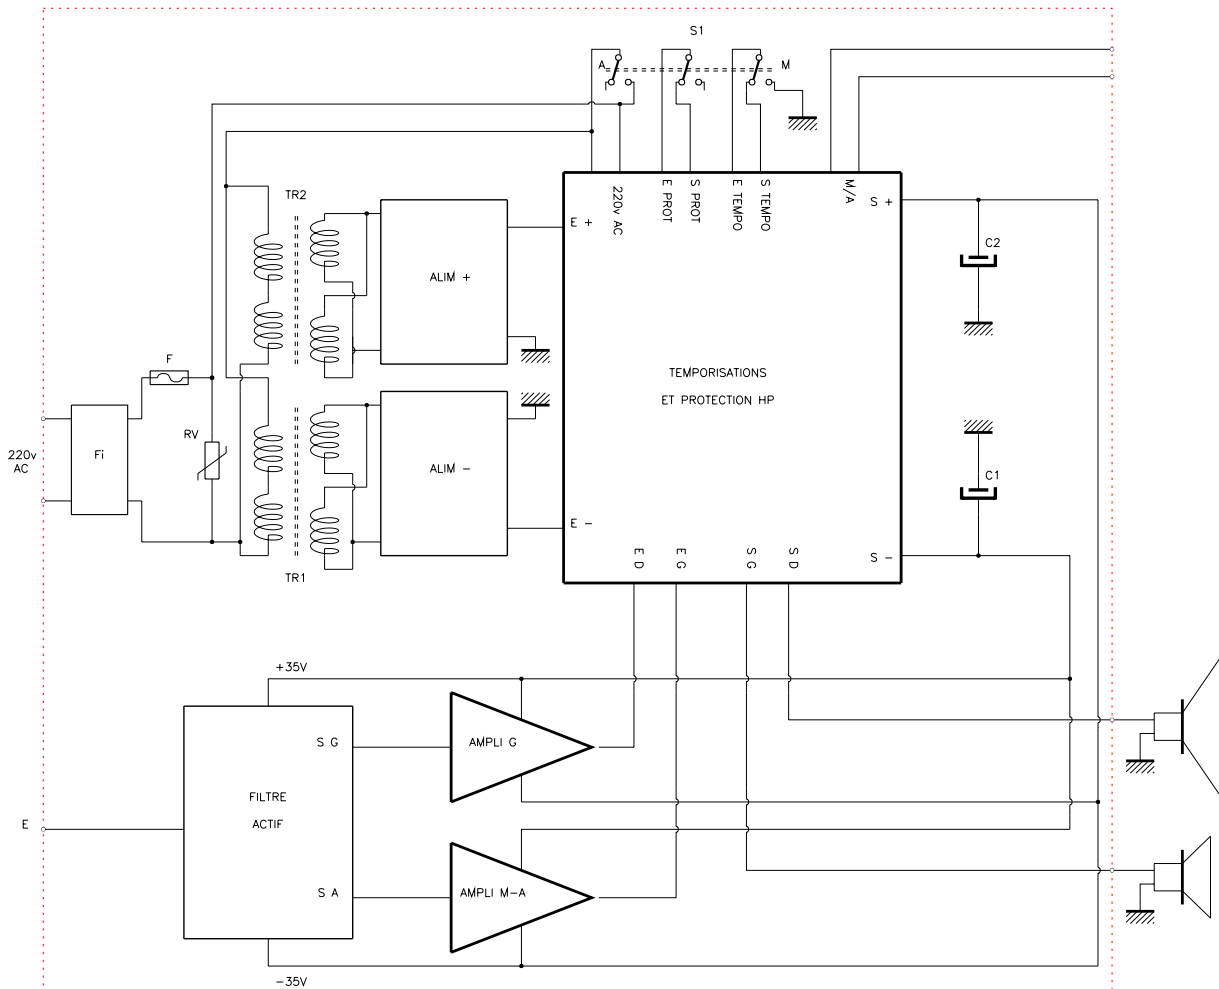 S1
A
M
E PROT
S PROT
E TEMPO
S TEMPO
220v AC
M/A
S +
TR2
E +
C2
ALIM +
F
TEMPORISATIONS
ET PROTECTION HP
RV
220v
AC
Fi
ALIM -
C1
E -
E D
E G
S G
S D
S -
TR1
+35V
S G
AMPLI G
FILTRE
ACTIF
E
S A
AMPLI M-A
-35V